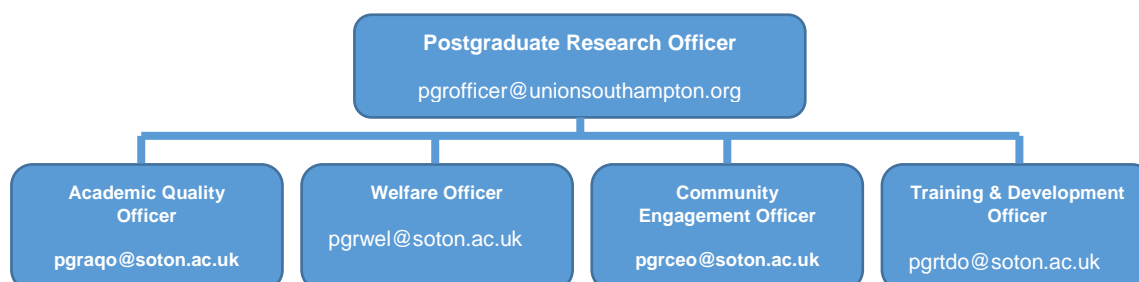 Postgraduate Research Officer
pgrofficer@unionsouthampton.org
Academic Quality
Officer
pgraqo@soton.ac.uk
Welfare Officer
pgrwel@soton.ac.uk
Community
Engagement Officer
pgrceo@soton.ac.uk
Training & Development
Officer
pgrtdo@soton.ac.uk